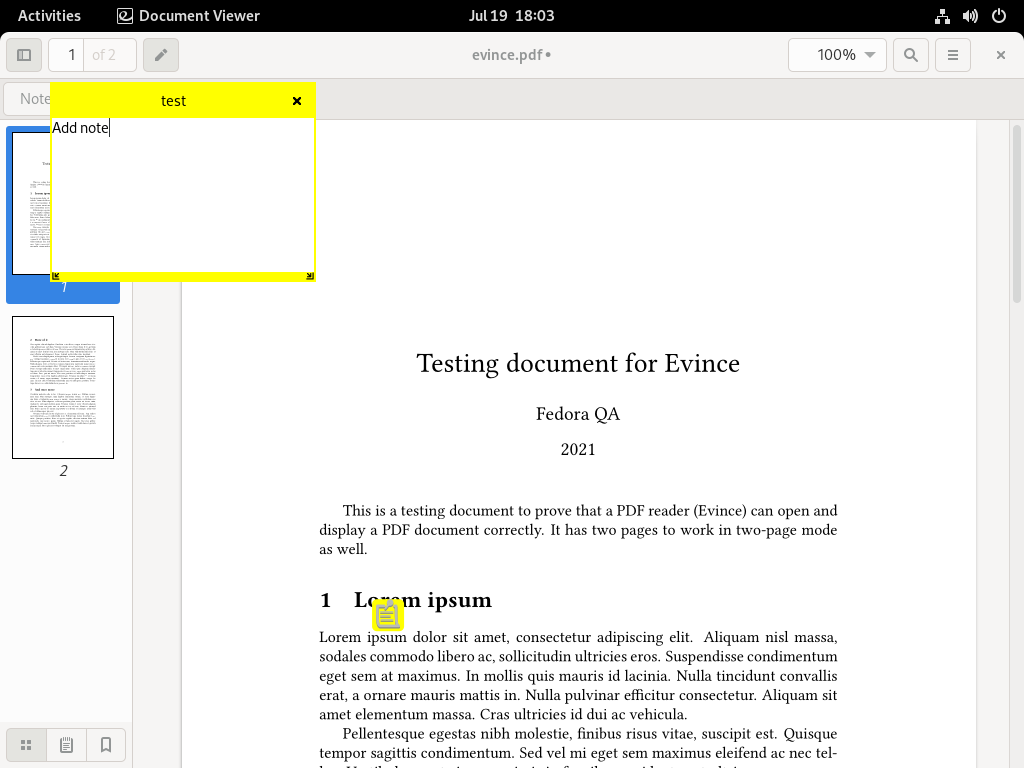 Activities
Document Viewer
Jul 19 18:03
1
of 2
evince.pdf•
100%
Note
test
Add note
1
2
Testing document for Evince
Fedora QA
2021
This is a testing document to prove that a PDF reader (Evince) can open and
display a PDF document correctly. It has two pages to work in two-page mode
as well.
1 Lorem ipsum
Lorem ipsum dolor sit amet, consectetur adipiscing elit. Aliquam nisl massa,
sodales commodo libero ac, sollicitudin ultricies eros. Suspendisse condimentum
eget sem at maximus. In mollis quis mauris id lacinia. Nulla tincidunt convallis
erat, a ornare mauris mattis in. Nulla pulvinar efficitur consectetur. Aliquam sit
amet elementum massa. Cras ultricies id dui ac vehicula.
Pellentesque egestas nibh molestie, finibus risus vitae, suscipit est. Quisque
tempor sagittis condimentum. Sed vel mi eget sem maximus eleifend ac nec tel-